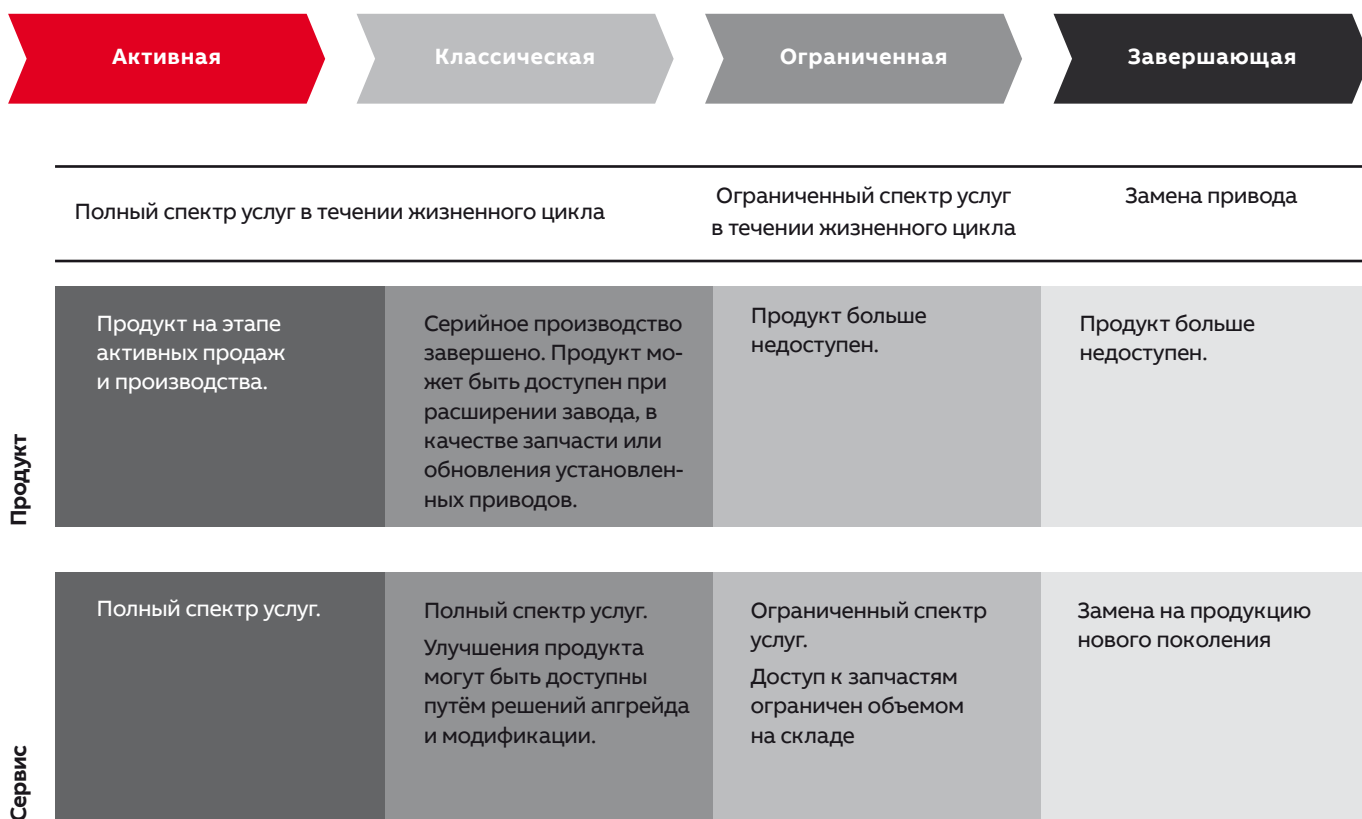 Активная
Классическая
Ограниченная
Завершающая
Полный спектр услуг в течении жизненного цикла
Ограниченный спектр услуг
в течении жизненного цикла
Замена привода
Продукт
Продукт на этапе
активных продаж
и производства.
Серийное производство
завершено. Продукт мо-
жет быть доступен при
расширении завода, в
качестве запчасти или
обновления установлен-
ных приводов.
Продукт больше
недоступен.
Продукт больше
недоступен.
Сервис
Полный спектр услуг.
Полный спектр услуг.
Улучшения продукта
могут быть доступны
путём решений апгрейда
и модификации.
Ограниченный спектр
услуг.
Доступ к запчастям
ограничен объемом
на складе
Замена на продукцию
нового поколения